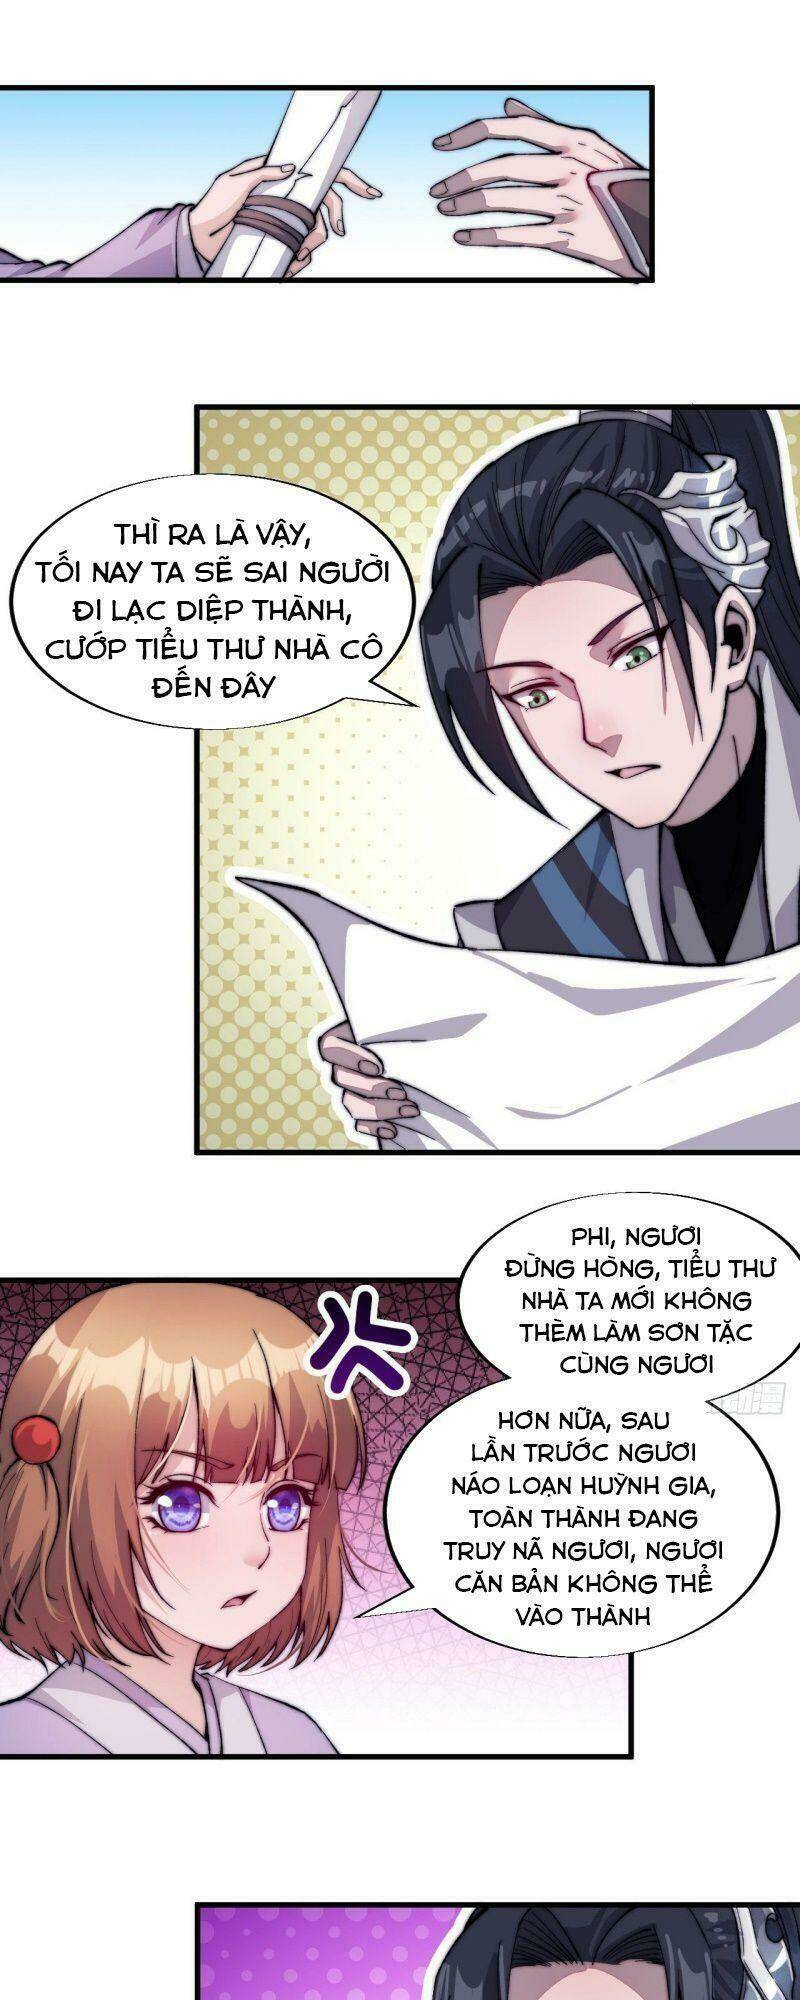 THÌ RA LÀ VẬY,
TỐI NAY TA SẼ SAI NGƯỜI
ĐI LẠC DIỆP THÀNH,
CƯỚP TIỂU THƯ NHÀ CÔ
ĐẾN ĐÂY
PHI, NGƯƠI
ĐỪNG HÒNG, TIỂU THƯ
NHÀ TA MỚI KHÔNG
THÈM LÀM SƠN TẶC
CÙNG NGƯƠI
HƠN NỮA, SAU
LẦN TRƯỚC NGƯƠI
NÁO LOẠN HUỲNH GIA,
TOÀN THÀNH ĐANG
TRUY NÃ NGƯƠI, NGƯƠI
CĂN BẢN KHÔNG THỂ
VÀO THÀNH